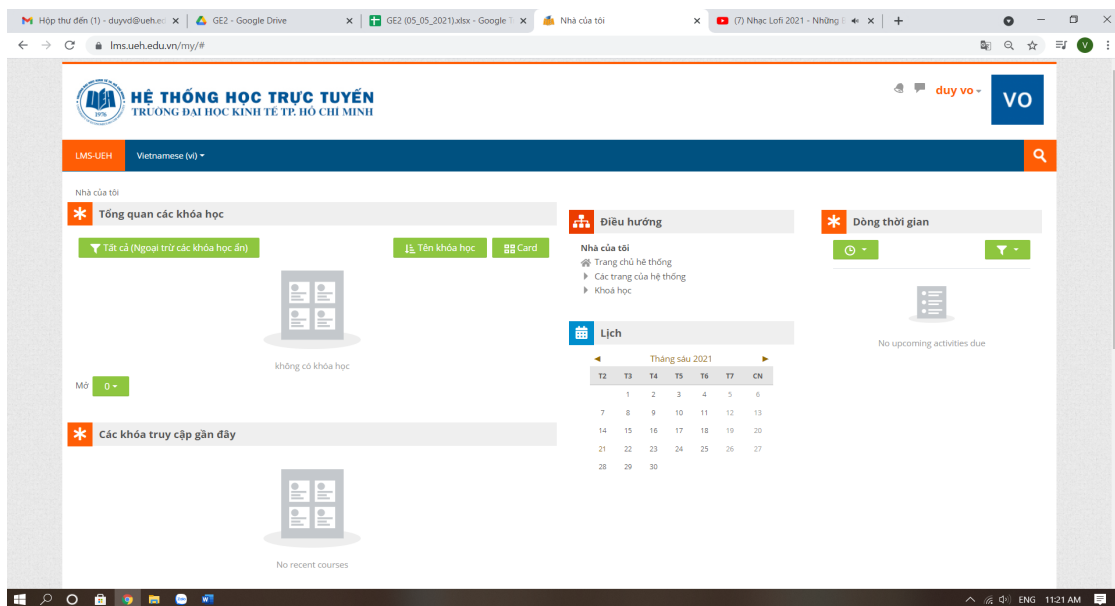 Hộp thư đến (1) - duyvd@ueh.ed
GE2 - Google Drive
GE2 (05_05_2021).xlsx - Google T
Nhà của tôi
(7) Nhạc Lofi 2021 - Những
lms.ueh.edu.vn/my/#
V
1976
HỆ THỐNG HỌC TRỰC TUYẾN
TRƯỜNG ĐẠI HỌC KINH TẾ TP. HỒ CHÍ MINH
duy vo
VO
LMS-UEH
Vietnamese (vi)
Nhà của tôi
Tổng quan các khóa học
Tất cả (Ngoại trừ các khóa học ẩn)
Tên khóa học
Card
không có khóa học
Mở
0
Các khóa truy cập gần đây
No recent courses
Điều hướng
Nhà của tôi
Trang chủ hệ thống
Các trang của hệ thống
Khoá học
Lịch
◄ Tháng sáu 2021 ►
T2 T3 T4 T5 T6 T7 CN
1 2 3 4 5 6
7 8 9 10 11 12 13
14 15 16 17 18 19 20
21 22 23 24 25 26 27
28 29 30
Dòng thời gian
No upcoming activities due
ENG 11:21 AM